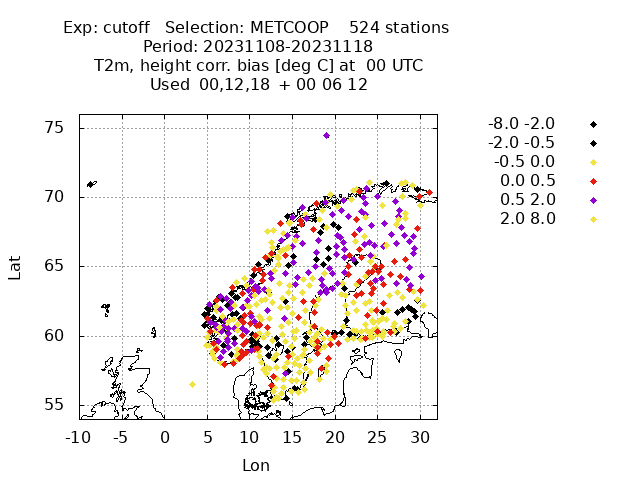 Exp: cutoff   Selection: METCOOP    524 stations
Period: 20231108-20231118
T2m, height corr. bias [deg C] at  00 UTC
Used  00,12,18  + 00 06 12
-8.0 -2.0
-2.0 -0.5
-0.5 0.0
0.0 0.5
0.5 2.0
2.0 8.0
75
70
65
60
55
Lat
-10 -5 0 5 10 15 20 25 30
Lon